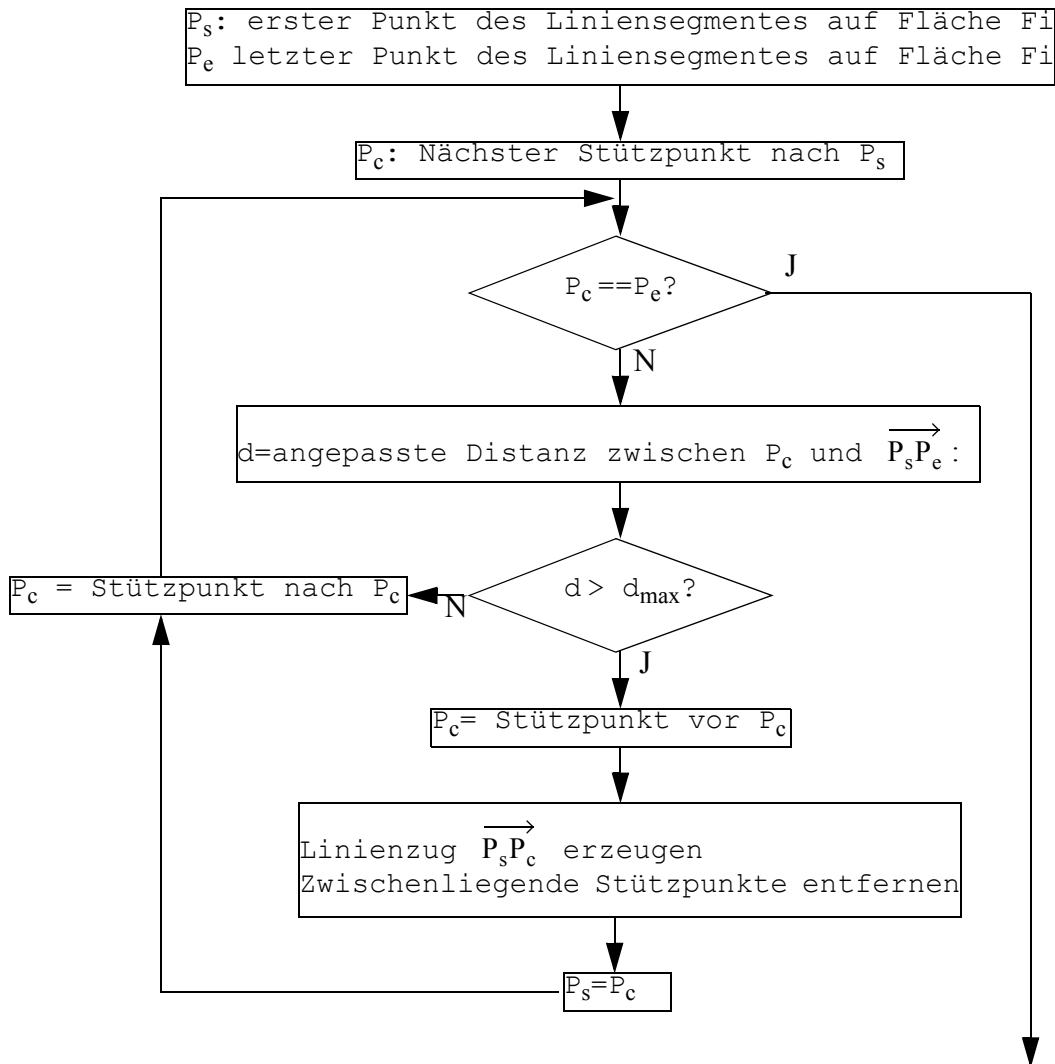 Ps: erster Punkt des Liniensegmentes auf Fläche Fi
Pe letzter Punkt des Liniensegmentes auf Fläche Fi
Pc: Nächster Stützpunkt nach Ps
Pc==Pe?
J
N
d=angepasste Distanz zwischen Pc und PsPe:
d > dmax?
N
Pc = Stützpunkt nach Pc
J
Pc= Stützpunkt vor Pc
Linienzug PsPc erzeugen
Zwischenliegende Stützpunkte entfernen
Ps=Pc